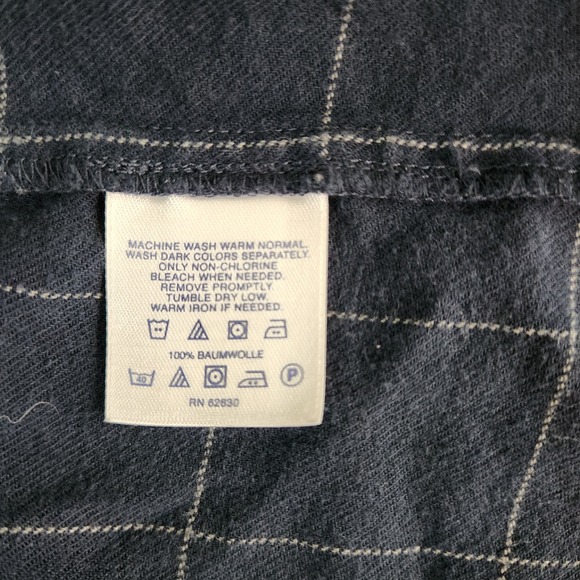 MACHINE WASH WARM NORMAL.
WASH DARK COLORS SEPARATELY.
ONLY NON-CHLORINE
BLEACH WHEN NEEDED.
REMOVE PROMPTLY
TUMBLE DRY LOW.
WARM IRON IF NEEDED.
100% BAUMWOLLE
40 P
RN 62830